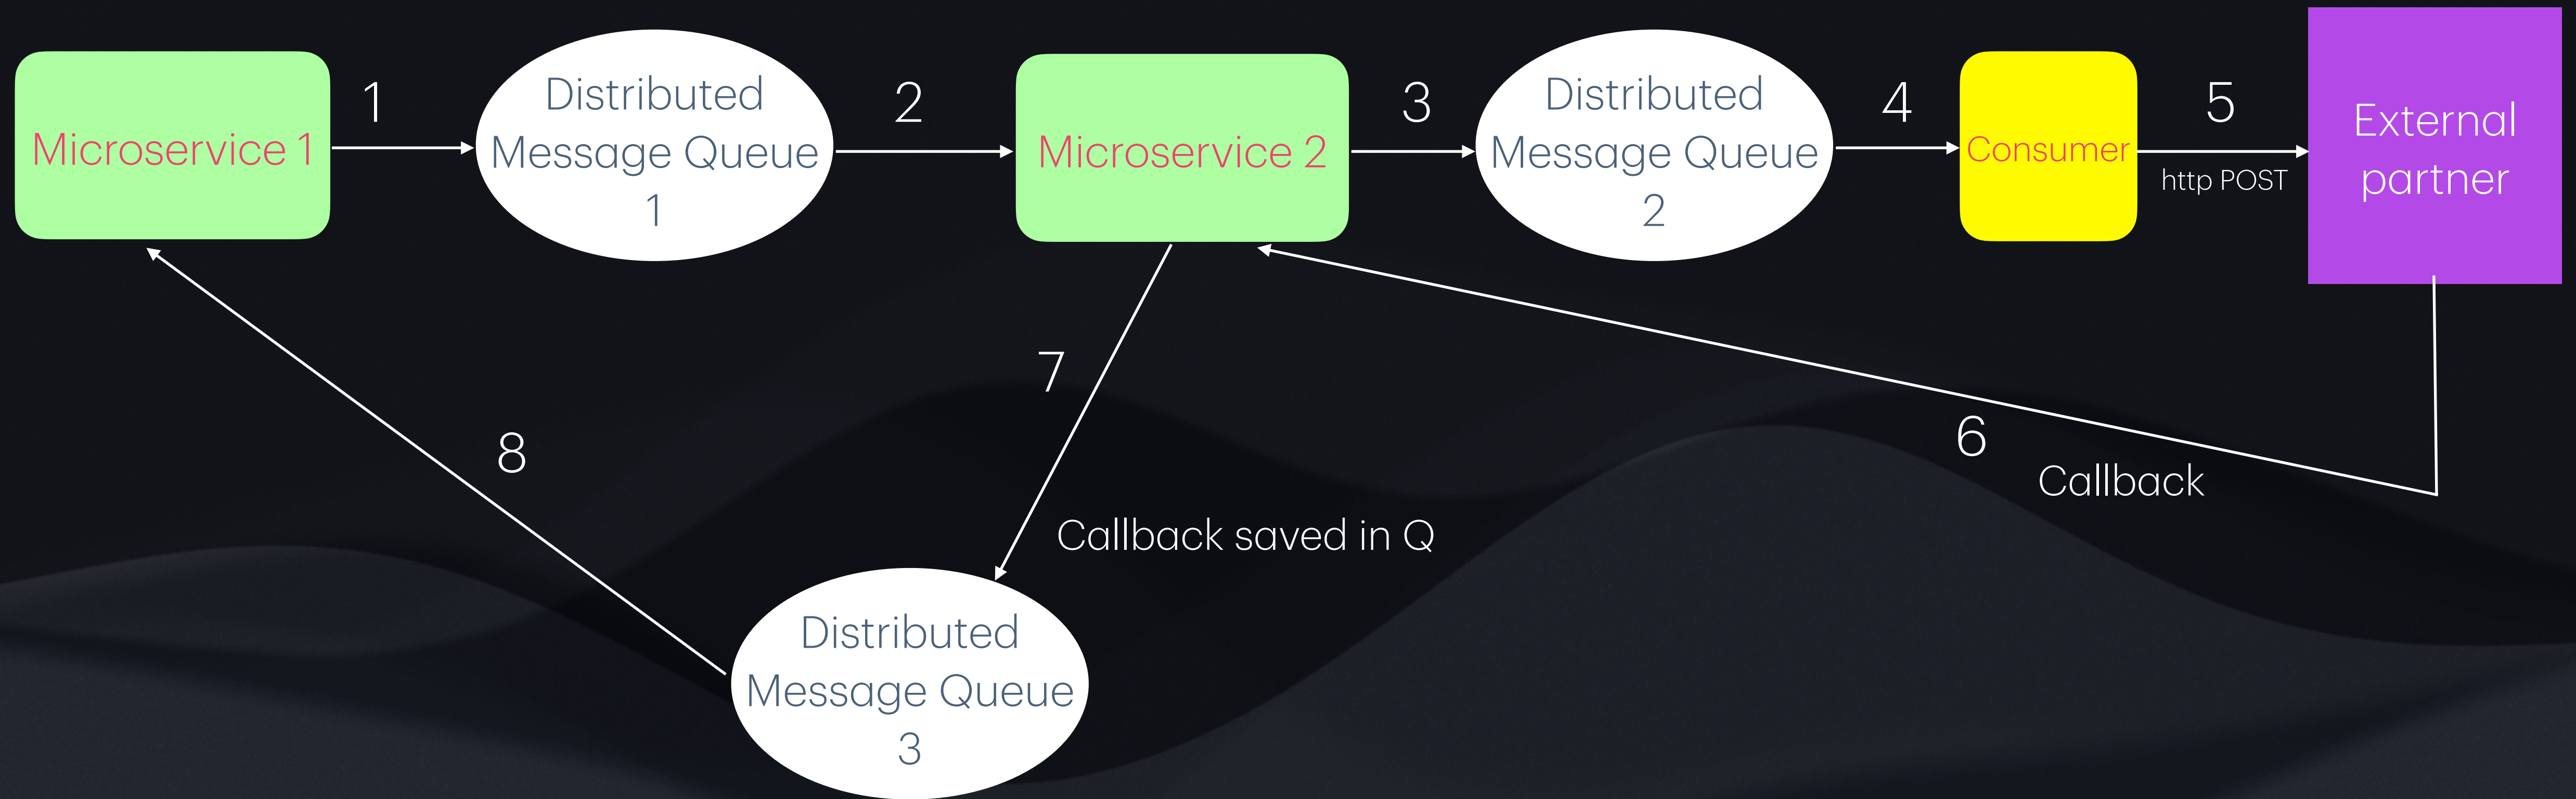 Microservice 1
1
Distributed
Message Queue
1
2
Microservice 2
3
Distributed
Message Queue
2
4
Consumer
5
http POST
External
partner
7
8
6
Callback
Callback saved in Q
Distributed
Message Queue
3